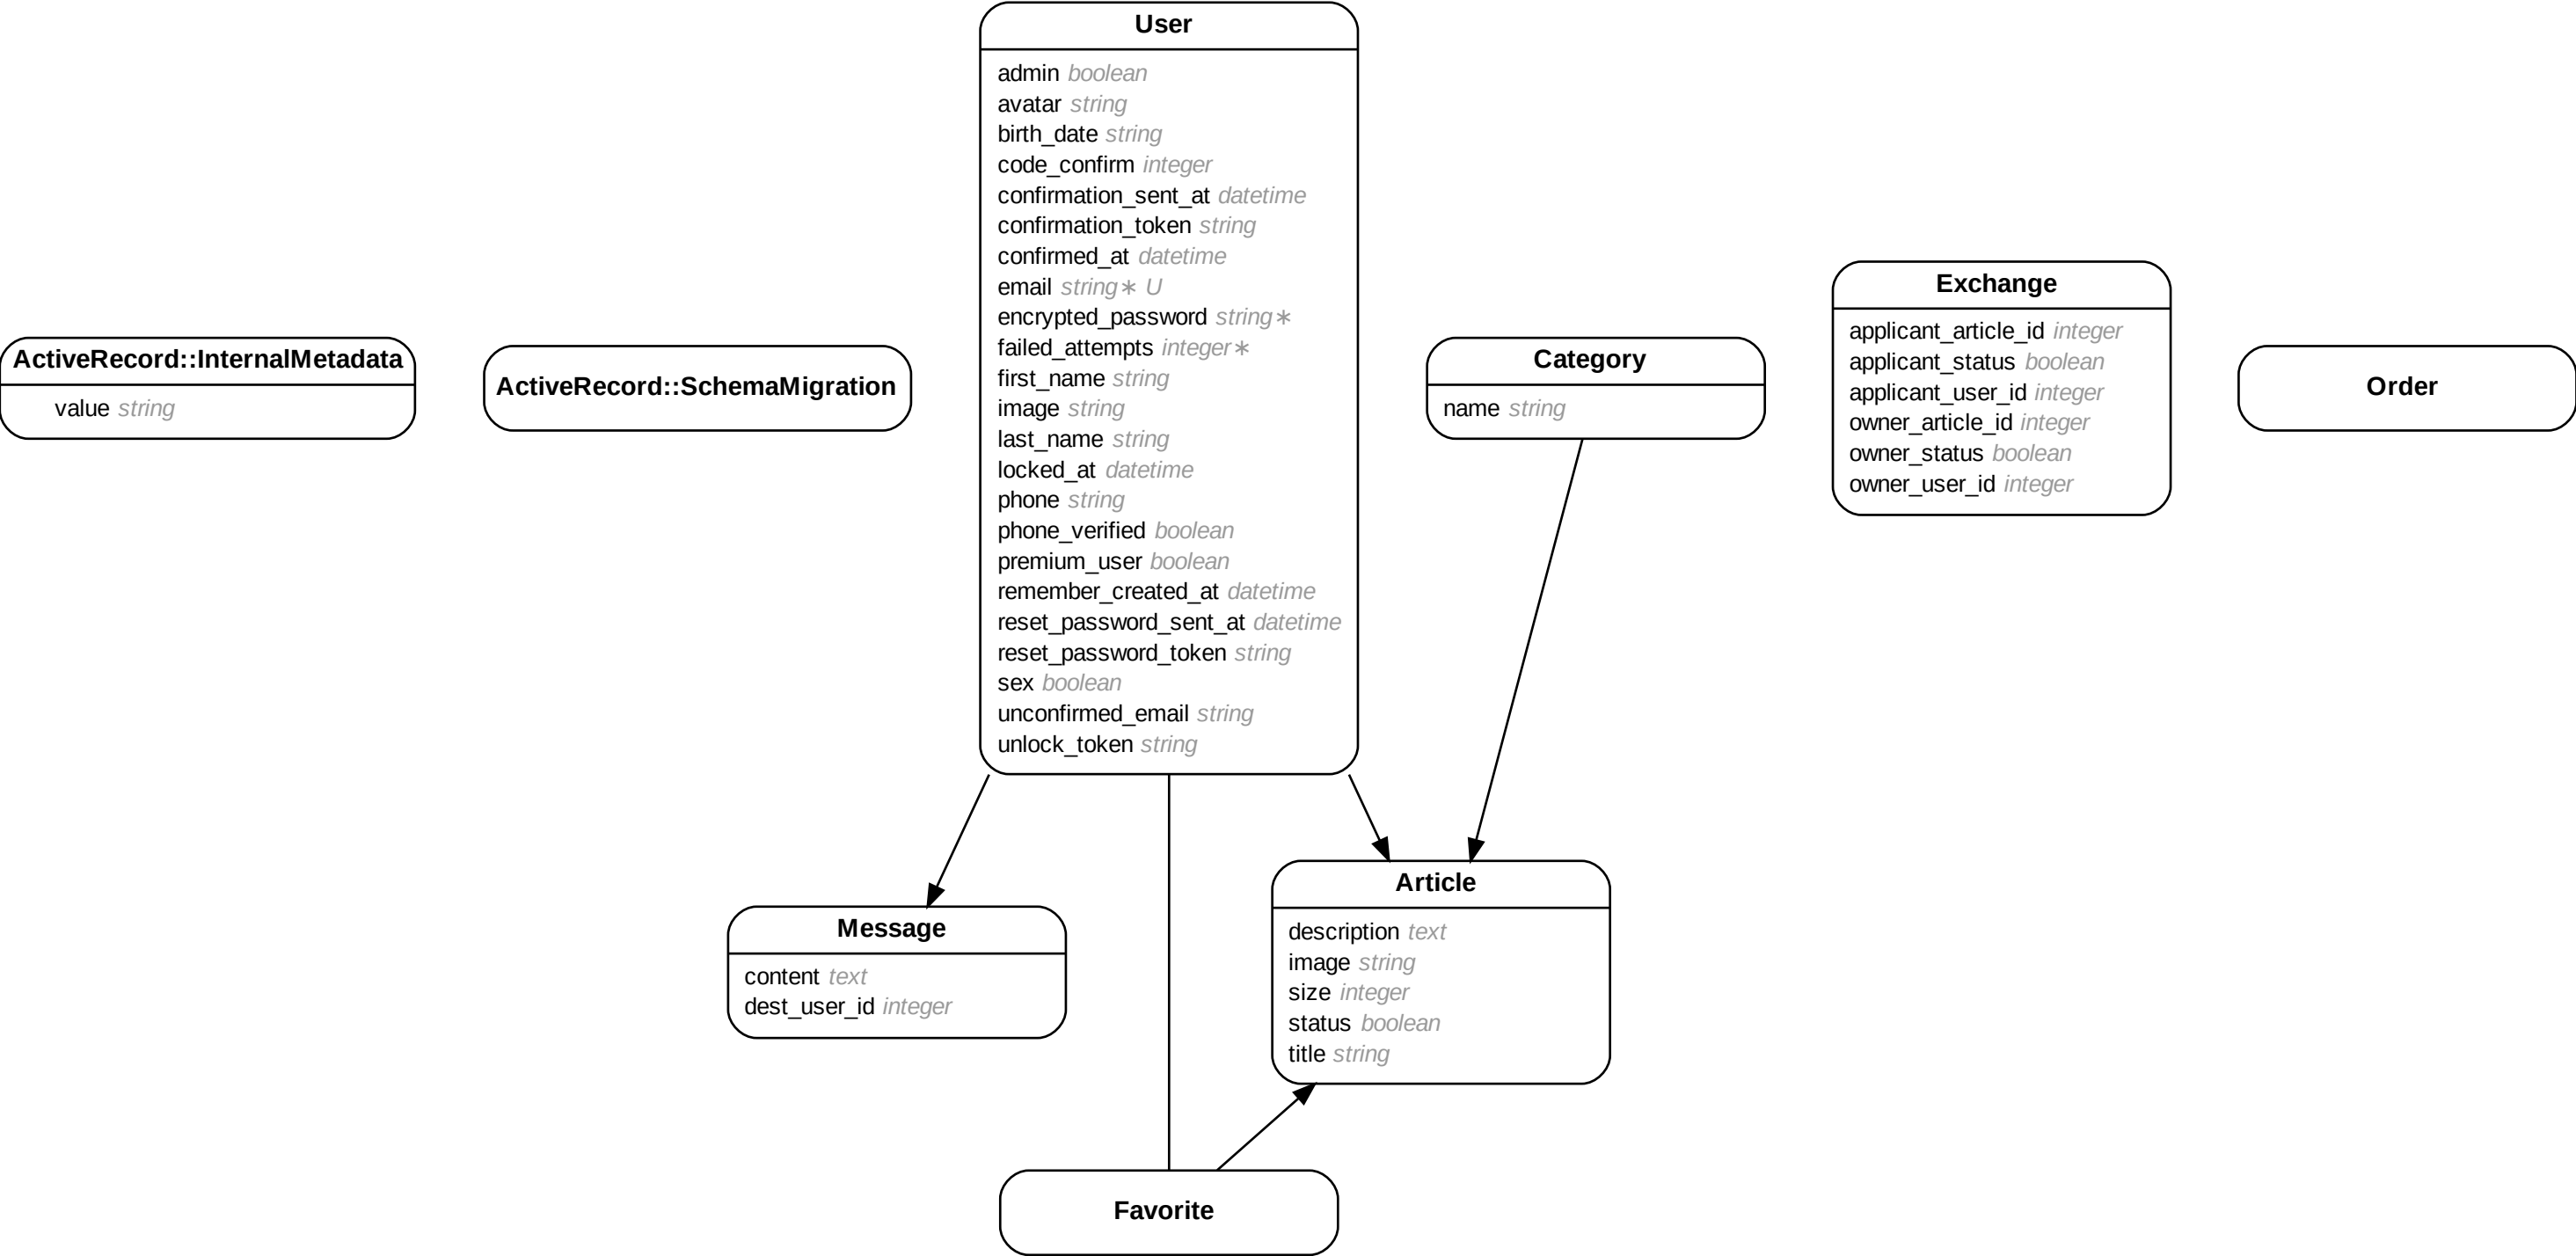 User
admin boolean
avatar string
birth_date string
code_confirm integer
confirmation_sent_at datetime
confirmation_token string
confirmed_at datetime
email string∗ U
encrypted_password string∗
failed_attempts integer∗
first_name string
image string
last_name string
locked_at datetime
phone string
phone_verified boolean
premium_user boolean
remember_created_at datetime
reset_password_sent_at datetime
reset_password_token string
sex boolean
unconfirmed_email string
unlock_token string
ActiveRecord::InternalMetadata
value string
ActiveRecord::SchemaMigration
Category
name string
Exchange
applicant_article_id integer
applicant_status boolean
applicant_user_id integer
owner_article_id integer
owner_status boolean
owner_user_id integer
Order
Message
content text
dest_user_id integer
Article
description text
image string
size integer
status boolean
title string
Favorite